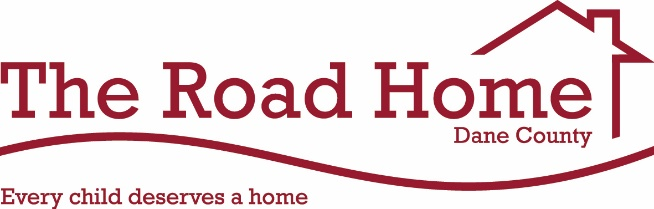 The Road Home
Dane County
Every child deserves a home